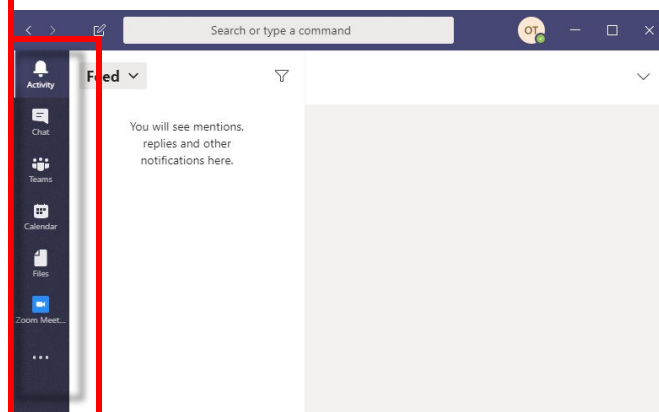 Search or type a command
OT
Activity
Feed
You will see mentions,
replies and other
notifications here.
Chat
Teams
Calendar
Files
Zoom Meet...